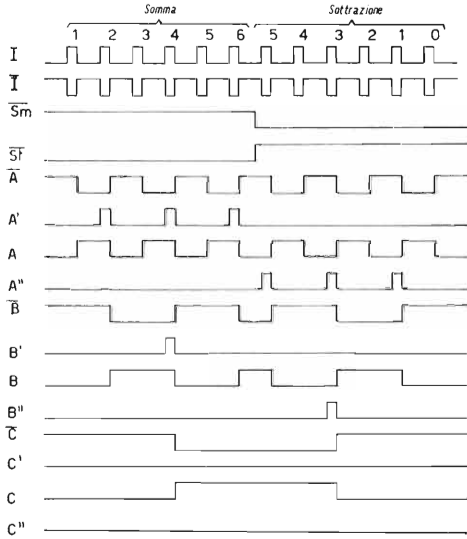 Somma Sottrazione
1 2 3 4 5 6 5 4 3 2 1 0
I
I̅
S̅m̅
S̅t̅
A̅
A'
A
A"
B̅
B'
B
B"
C̅
C'
C
C"